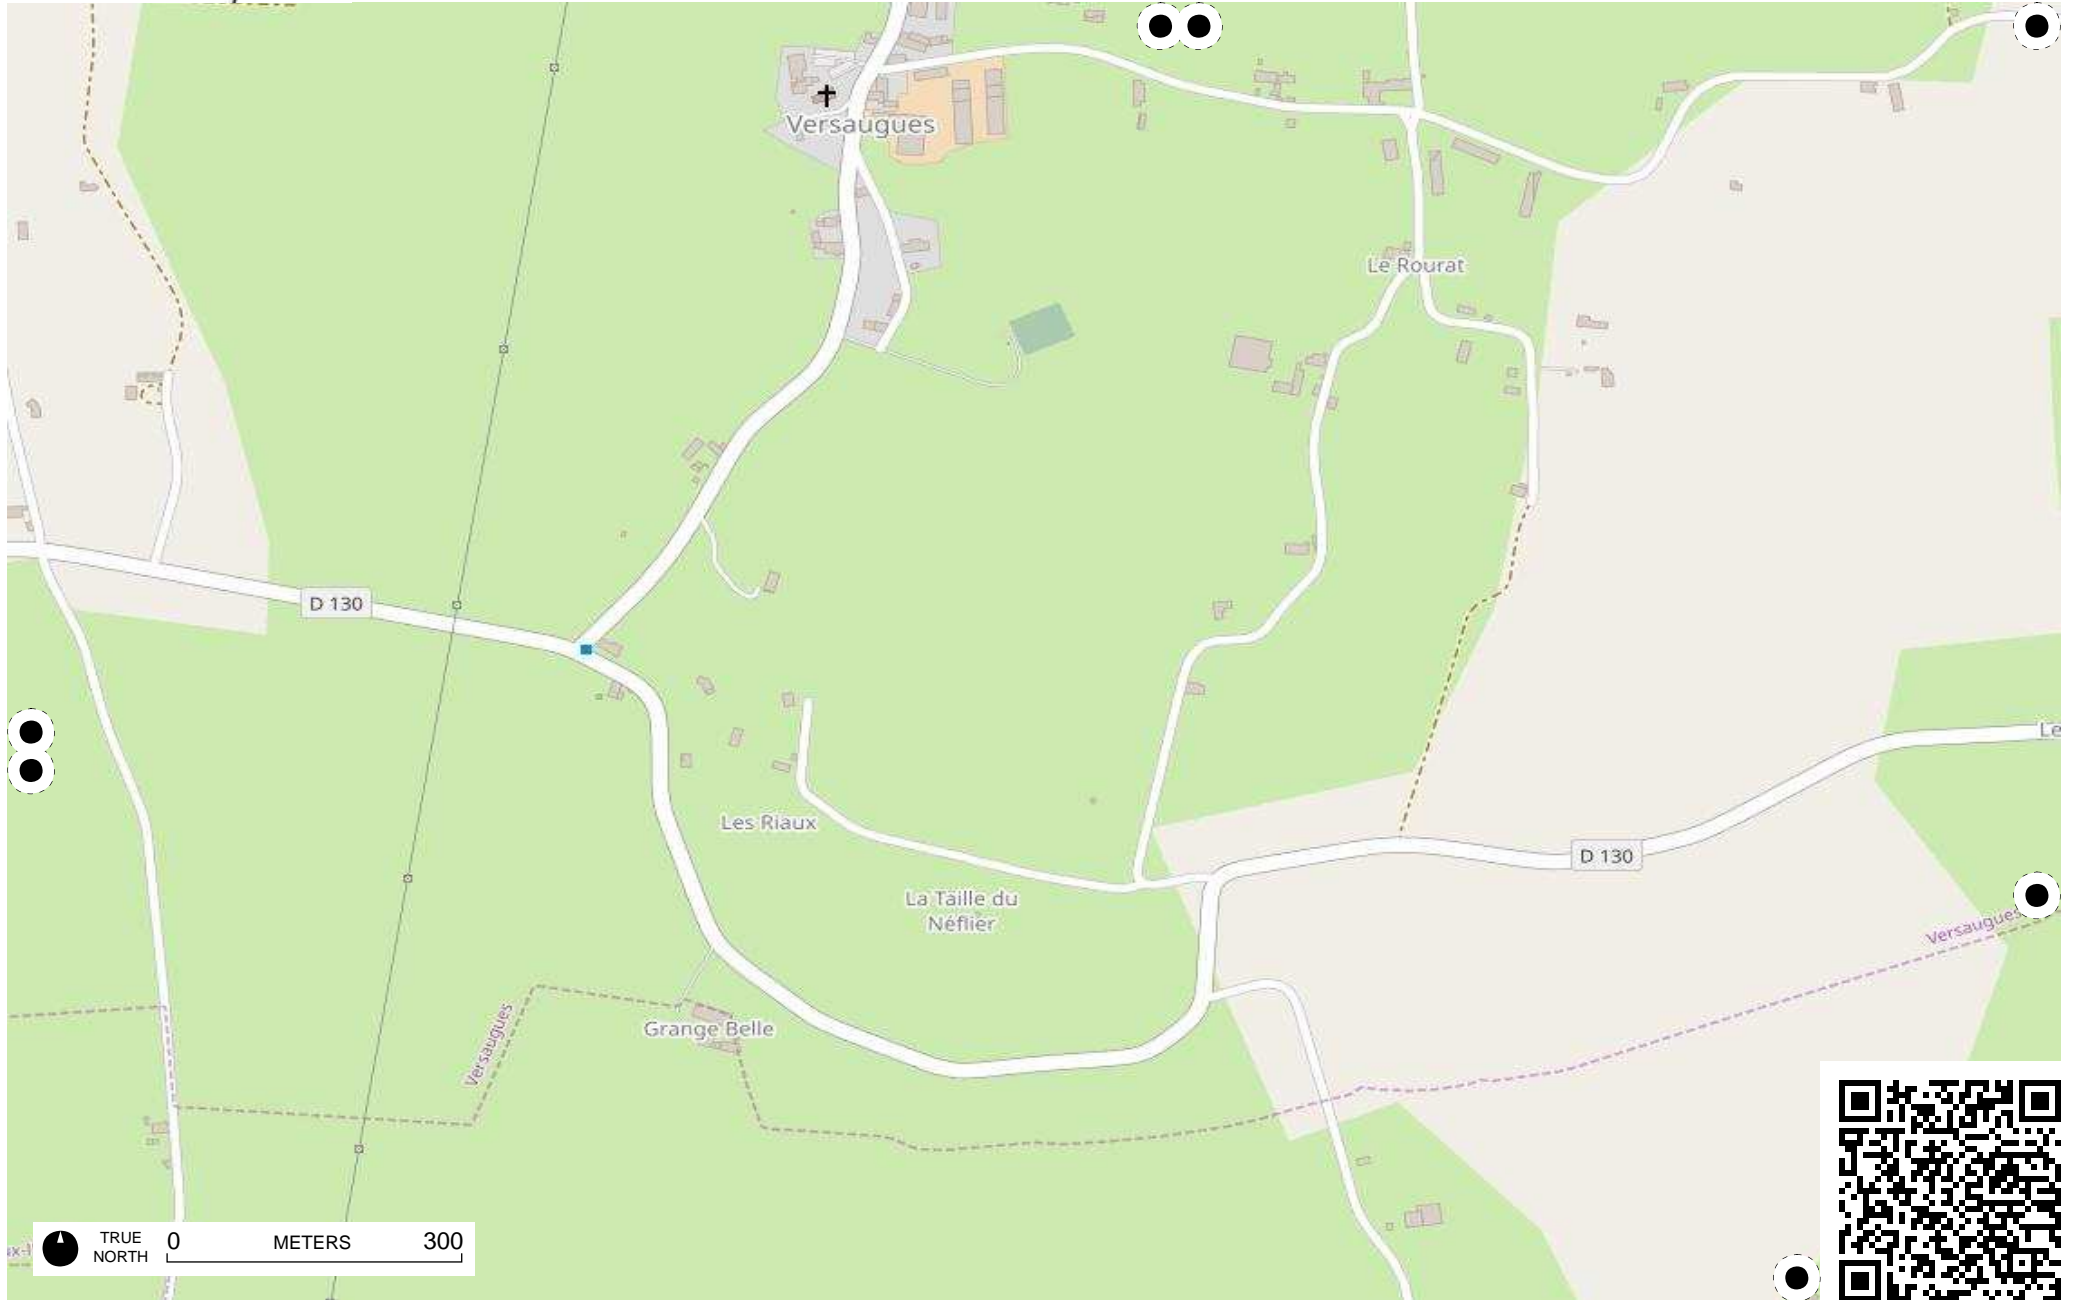 Versaugues
Le Rourat
D 130
Le
Les Riaux
D 130
La Taille du
Néflier
Versaugues
Versaugues
Grange Belle
TRUE
NORTH
0
METERS
300